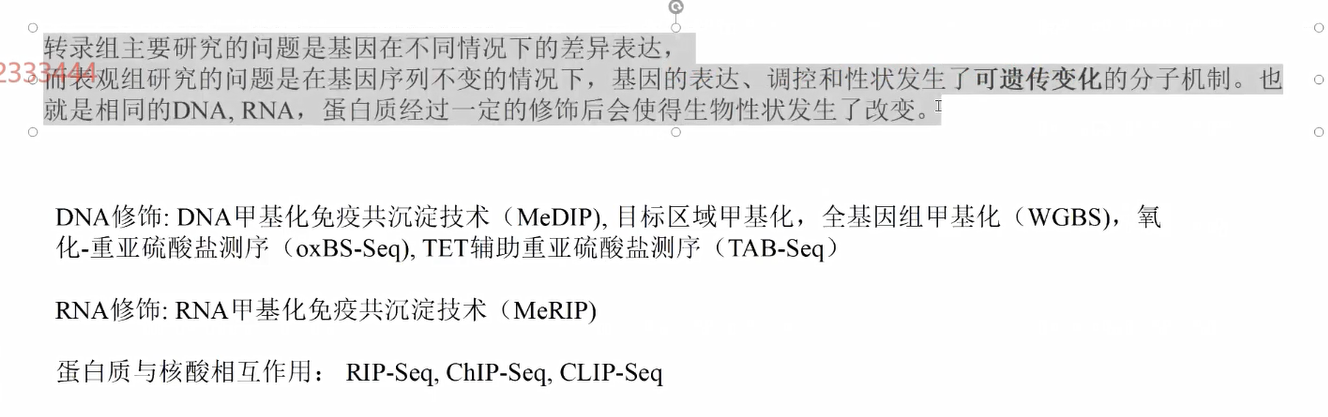 转录组主要研究的问题是基因在不同情况下的差异表达，
2333444
而表观组研究的问题是在基因序列不变的情况下，基因的表达、调控和性状发生了可遗传变化的分子机制。也
就是相同的DNA, RNA，蛋白质经过一定的修饰后会使得生物性状发生了改变。
DNA修饰: DNA甲基化免疫共沉淀技术（MeDIP), 目标区域甲基化，全基因组甲基化（WGBS)，氧
化-重亚硫酸盐测序（oxBS-Seq), TET辅助重亚硫酸盐测序（TAB-Seq）
RNA修饰: RNA甲基化免疫共沉淀技术（MeRIP)
蛋白质与核酸相互作用： RIP-Seq, ChIP-Seq, CLIP-Seq